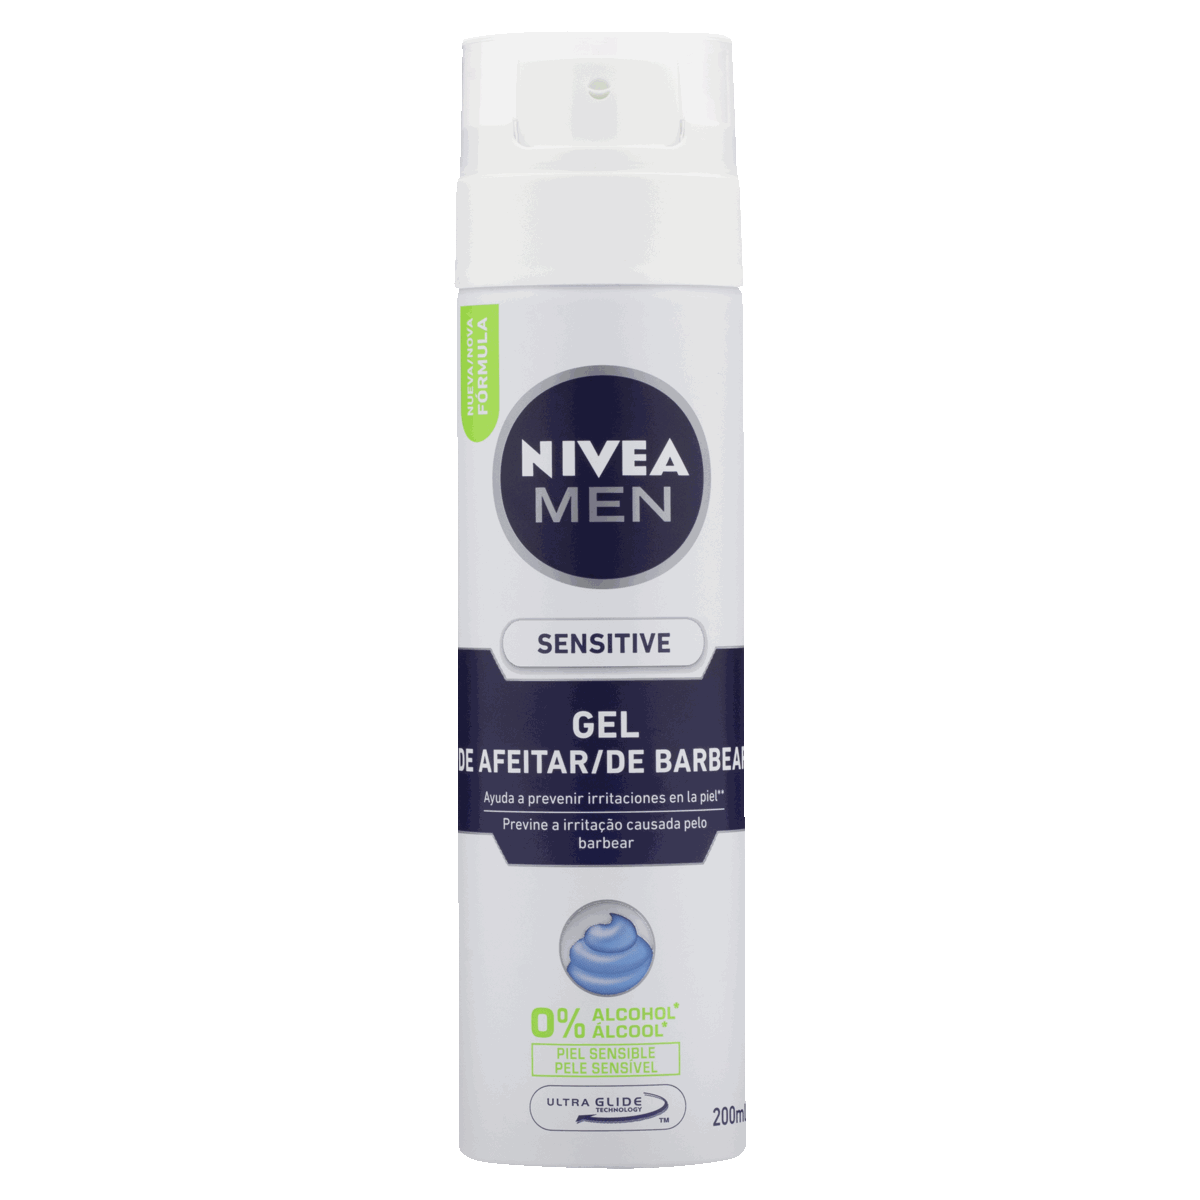 NUEVA/NOVA
FÓRMULA
NIVEA
MEN
SENSITIVE
GEL
DE AFEITAR/DE BARBEAR
Ayuda a prevenir irritaciones en la piel**
Previne a irritação causada pelo
barbear
0% ALCOHOL*
ÁLCOOL*
PIEL SENSIBLE
PELE SENSÍVEL
ULTRA GLIDE
TECHNOLOGY
TM
200ml